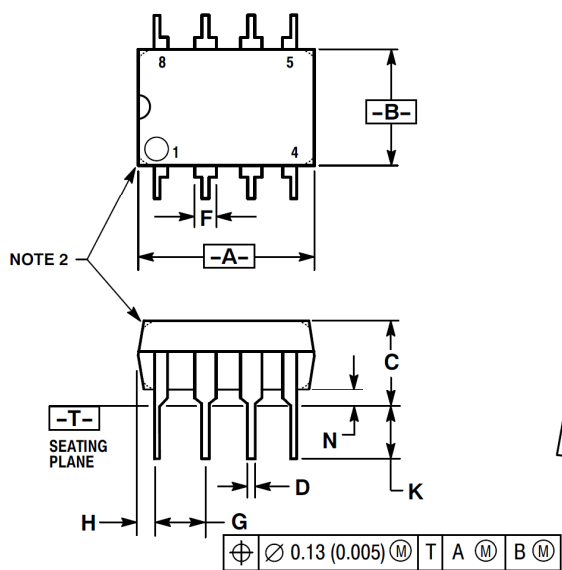 8 5
–B–
1 4
F
NOTE 2
–A–
C
–T–
N
SEATING
PLANE
D
K
H
G
⌖ ∅ 0.13 (0.005) Ⓜ T A Ⓜ B Ⓜ